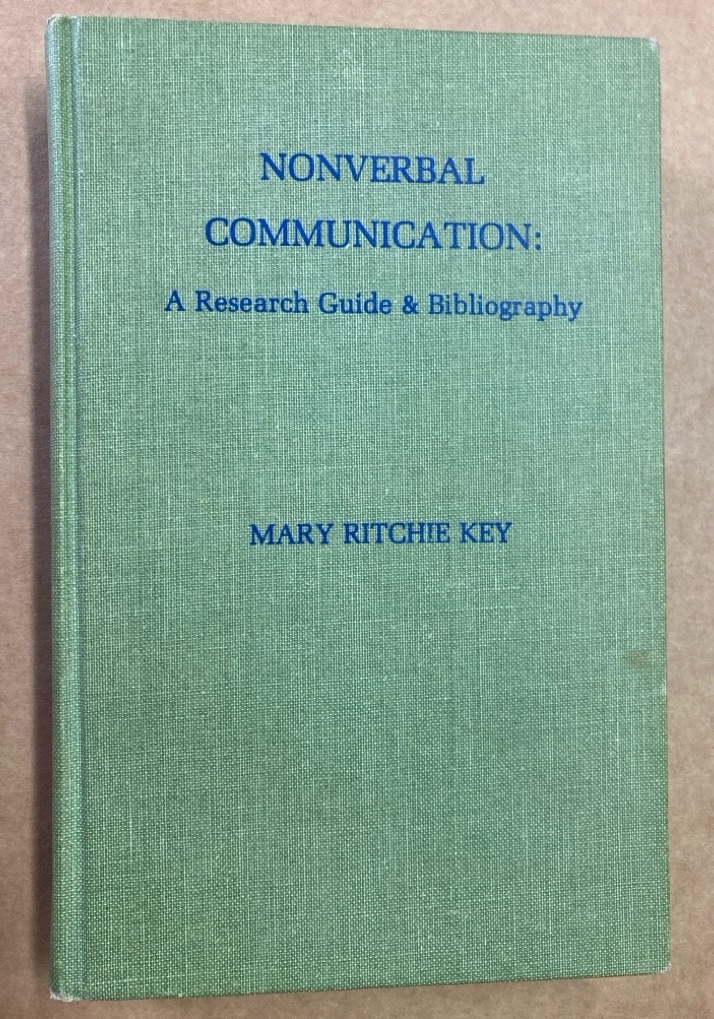 NONVERBAL
COMMUNICATION:
A Research Guide & Bibliography
MARY RITCHIE KEY